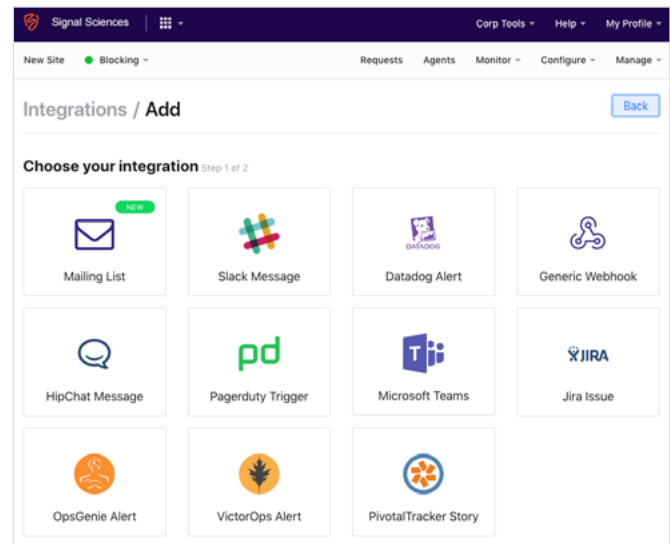 Signal Sciences Corp Tools Help My Profile
New Site Blocking Requests Agents Monitor Configure Manage
Integrations / Add Back
Choose your integration Step 1 of 2
NEW
DATADOG
Mailing List Slack Message Datadog Alert Generic Webhook
pd T JIRA
HipChat Message Pagerduty Trigger Microsoft Teams Jira Issue
OpsGenie Alert VictorOps Alert PivotalTracker Story